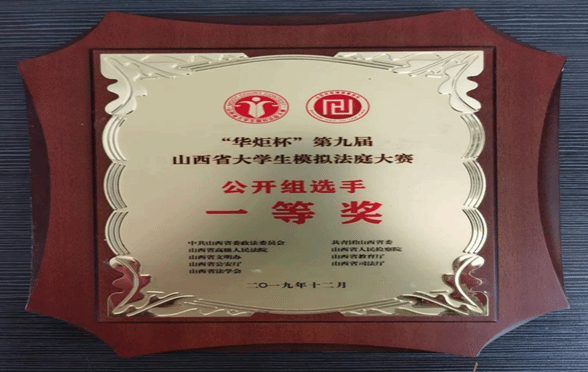 “华炬杯”第九届
山西省大学生模拟法庭大赛
公开组选手
一等奖
中共山西省委政法委员会
共青团山西省委
山西省高级人民法院
山西省人民检察院
山西省文明办
山西省教育厅
山西省公安厅
山西省司法厅
山西省法学会
二〇一九年十二月